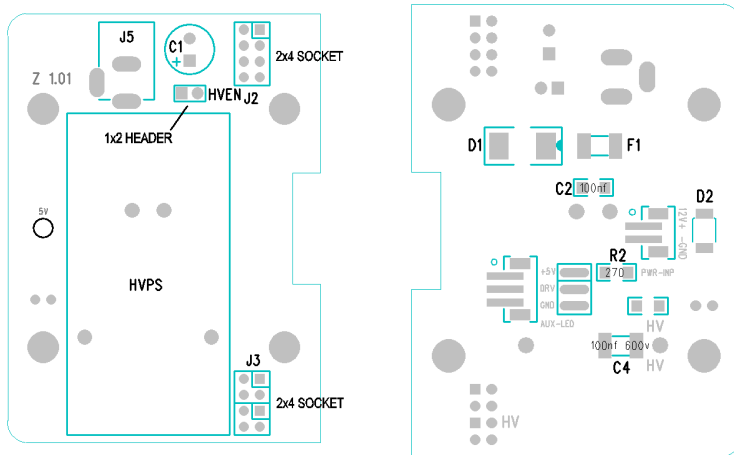 J5
C1
+
2x4 SOCKET
Z 1.01
HVEN
J2
1x2 HEADER
5V
HVPS
J3
2x4 SOCKET
D1
F1
C2
100nf
D2
12V+ -GND
R2
+5V
270
PWR-INP
DRV
GND
AUX-LED
HV
100nf 600v
C4
HV
HV